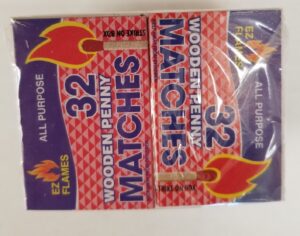 STRIKE ON BOX
ALL PURPOSE
32
WOODEN PENNY
MATCHES
EZ
FLAMES
ALL PURPOSE
32
WOODEN PENNY
MATCHES
EZ
FLAMES